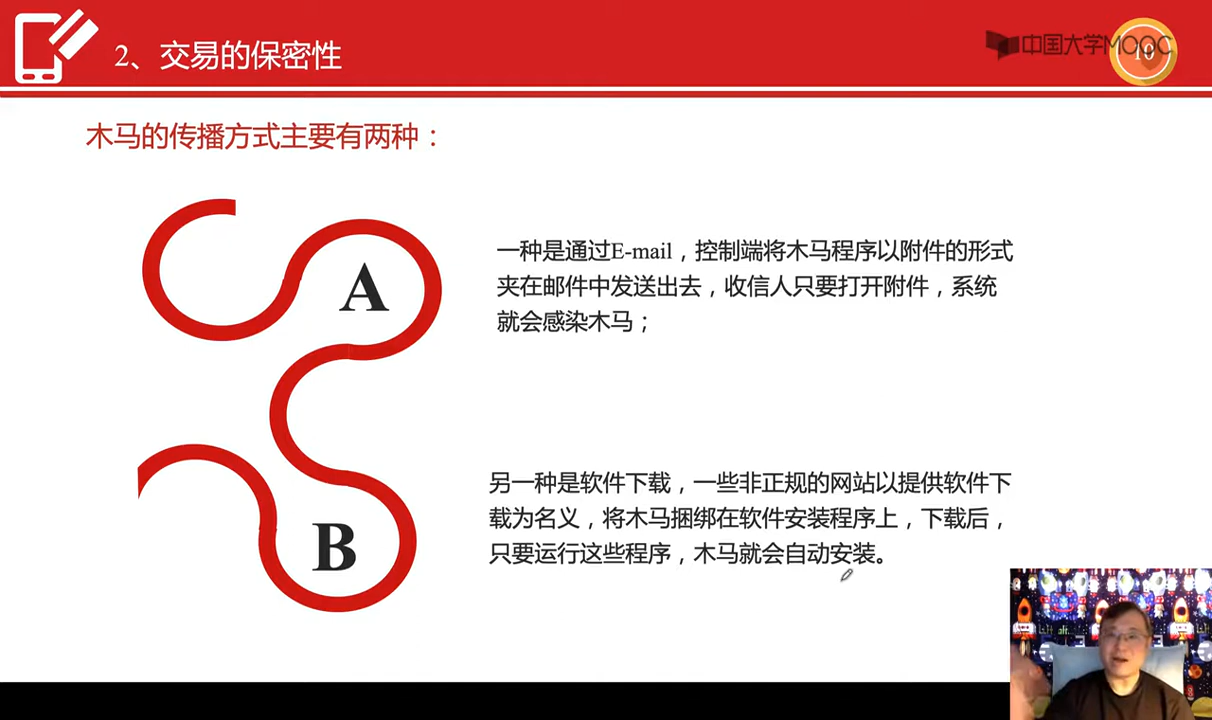 2、交易的保密性
中国大学MOOC
10
木马的传播方式主要有两种：
A
一种是通过E-mail，控制端将木马程序以附件的形式
夹在邮件中发送出去，收信人只要打开附件，系统
就会感染木马；
B
另一种是软件下载，一些非正规的网站以提供软件下
载为名义，将木马捆绑在软件安装程序上，下载后，
只要运行这些程序，木马就会自动安装。